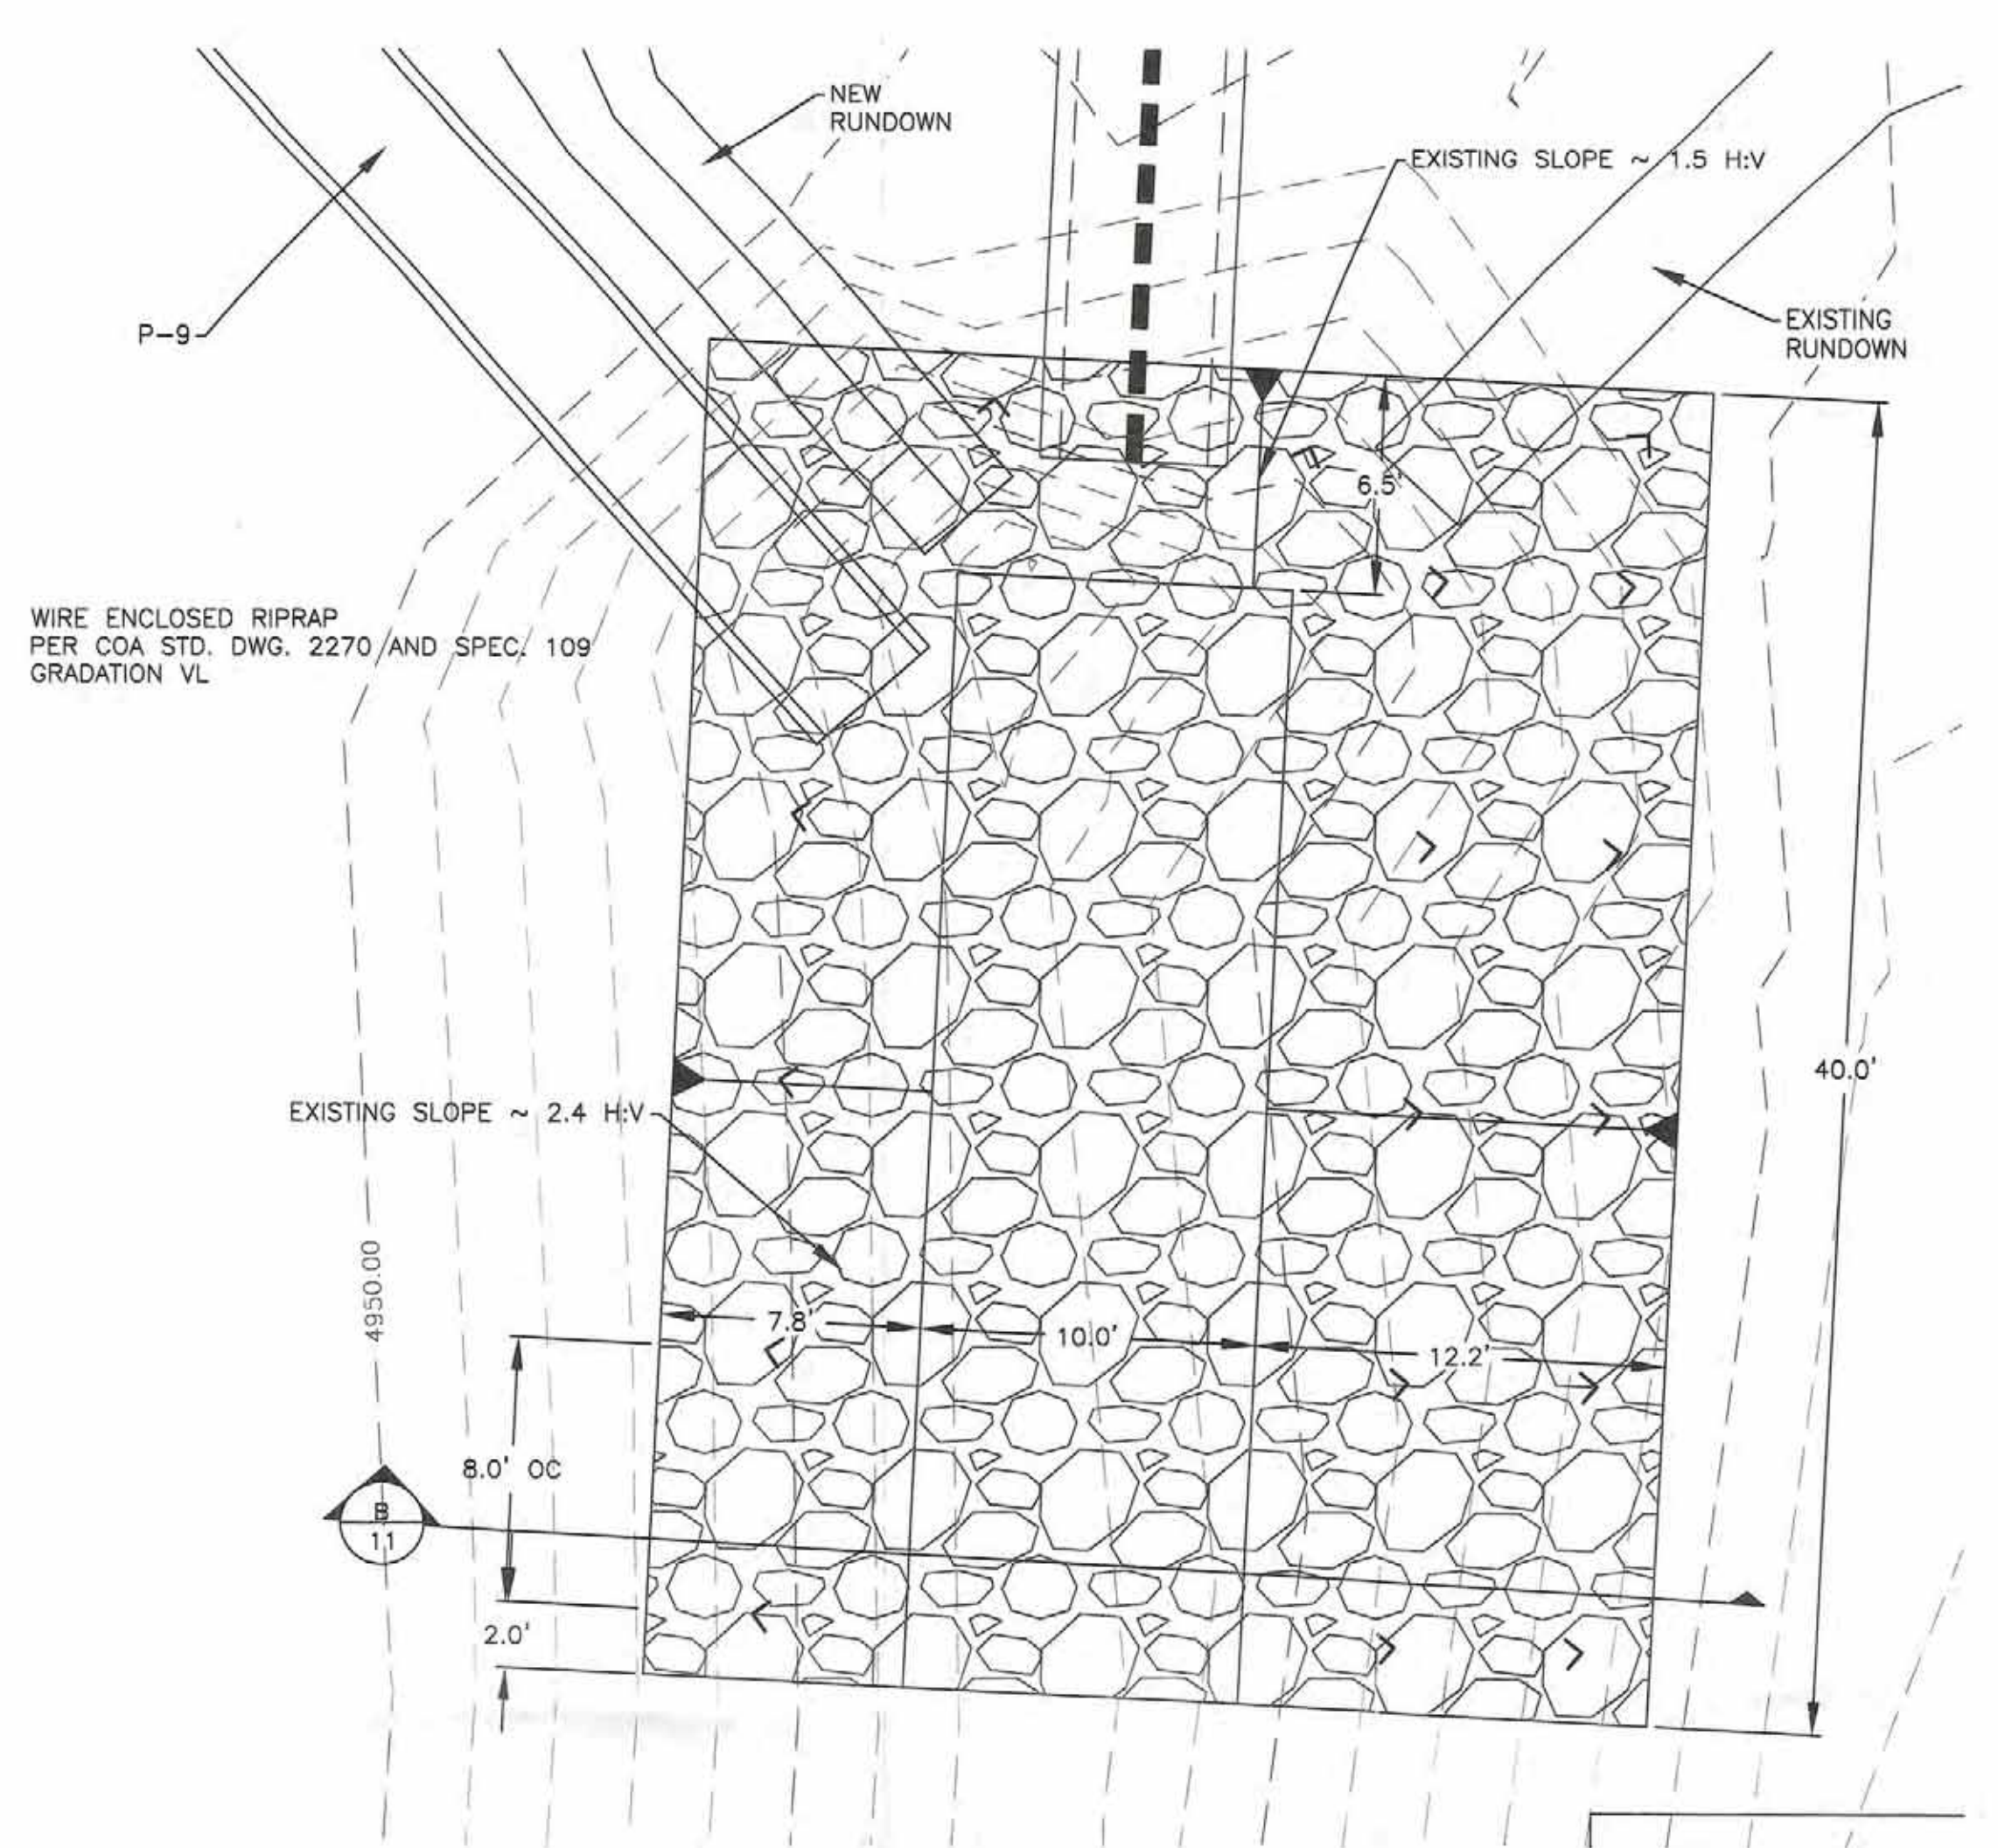 NEW
RUNDOWN
EXISTING SLOPE ~ 1.5 H:V
P-9
EXISTING
RUNDOWN
6.5'
WIRE ENCLOSED RIPRAP
PER COA STD. DWG. 2270 AND SPEC. 109
GRADATION VL
40.0'
EXISTING SLOPE ~ 2.4 H:V
4950.00
7.8'
10.0'
12.2'
8.0' OC
B
11
2.0'